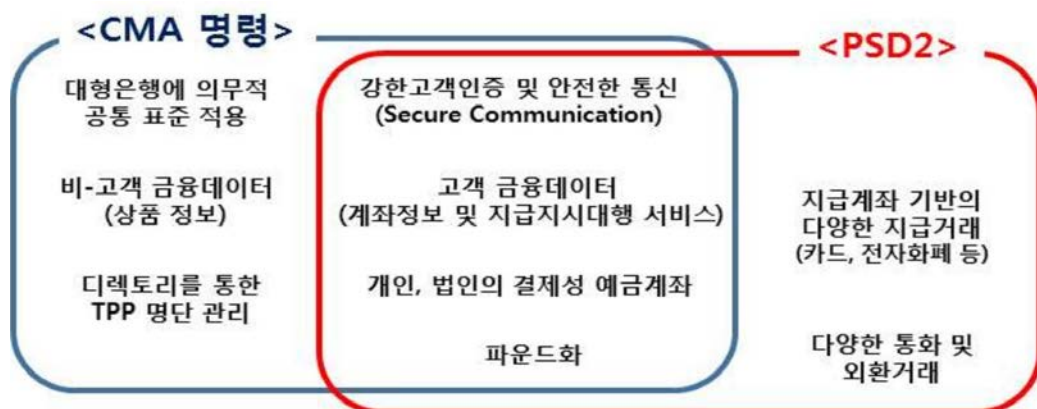 <CMA 명령>
<PSD2>
대형은행에 의무적
공통 표준 적용
비-고객 금융데이터
(상품 정보)
디렉토리를 통한
TPP 명단 관리
강한고객인증 및 안전한 통신
(Secure Communication)
고객 금융데이터
(계좌정보 및 지급지시대행 서비스)
개인, 법인의 결제성 예금계좌
파운드화
지급계좌 기반의
다양한 지급거래
(카드, 전자화폐 등)
다양한 통화 및
외환거래